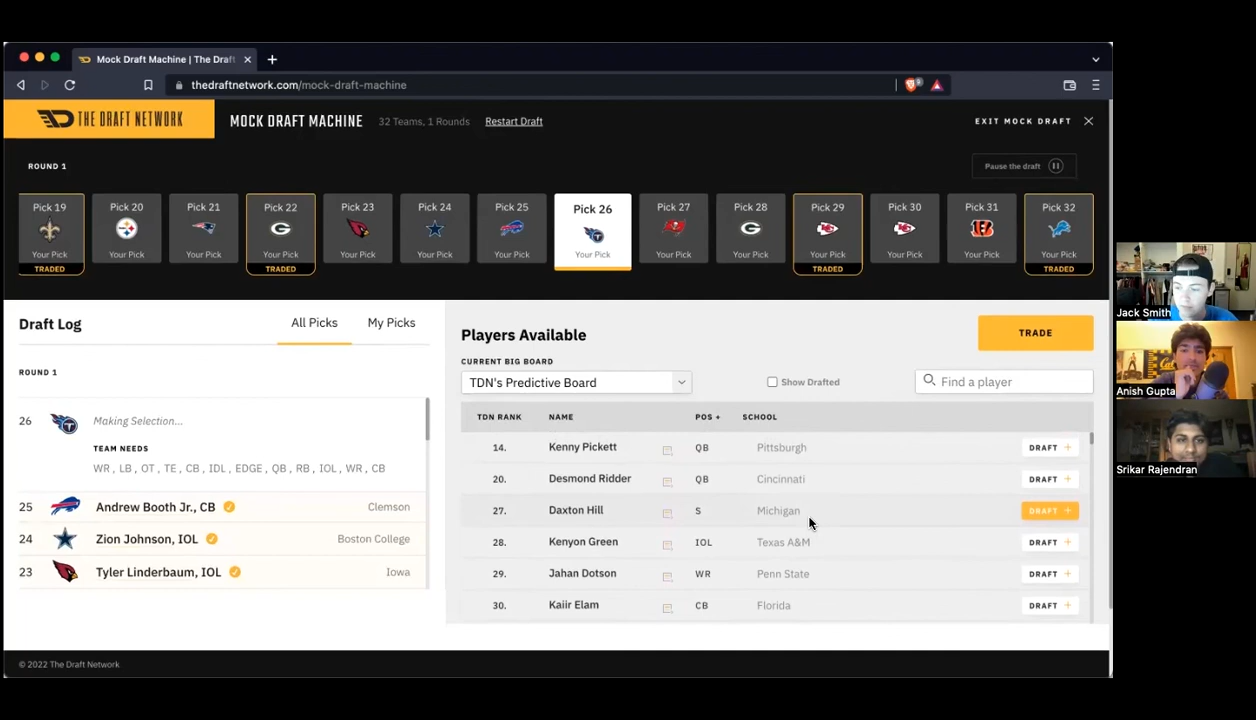 Mock Draft Machine | The Draft
thedraftnetwork.com/mock-draft-machine
THE DRAFT NETWORK
MOCK DRAFT MACHINE
32 Teams, 1 Rounds
Restart Draft
EXIT MOCK DRAFT
ROUND 1
Pause the draft
Pick 19 Pick 20 Pick 21 Pick 22 Pick 23 Pick 24 Pick 25 Pick 26 Pick 27 Pick 28 Pick 29 Pick 30 Pick 31 Pick 32
Your Pick Your Pick Your Pick Your Pick Your Pick Your Pick Your Pick Your Pick Your Pick Your Pick Your Pick Your Pick Your Pick Your Pick
TRADED TRADED TRADED TRADED
Draft Log
All Picks
My Picks
ROUND 1
26 Making Selection...
TEAM NEEDS
WR , LB , OT , TE , CB , IDL , EDGE , QB , RB , IOL , WR , CB
25 Andrew Booth Jr., CB Clemson
24 Zion Johnson, IOL Boston College
23 Tyler Linderbaum, IOL Iowa
Players Available
TRADE
CURRENT BIG BOARD
TDN's Predictive Board
Show Drafted
Find a player
TDN RANK NAME POS + SCHOOL
14. Kenny Pickett QB Pittsburgh DRAFT +
20. Desmond Ridder QB Cincinnati DRAFT +
27. Daxton Hill S Michigan DRAFT +
28. Kenyon Green IOL Texas A&M DRAFT +
29. Jahan Dotson WR Penn State DRAFT +
30. Kaiir Elam CB Florida DRAFT +
© 2022 The Draft Network
Jack Smith
Anish Gupta
Srikar Rajendran